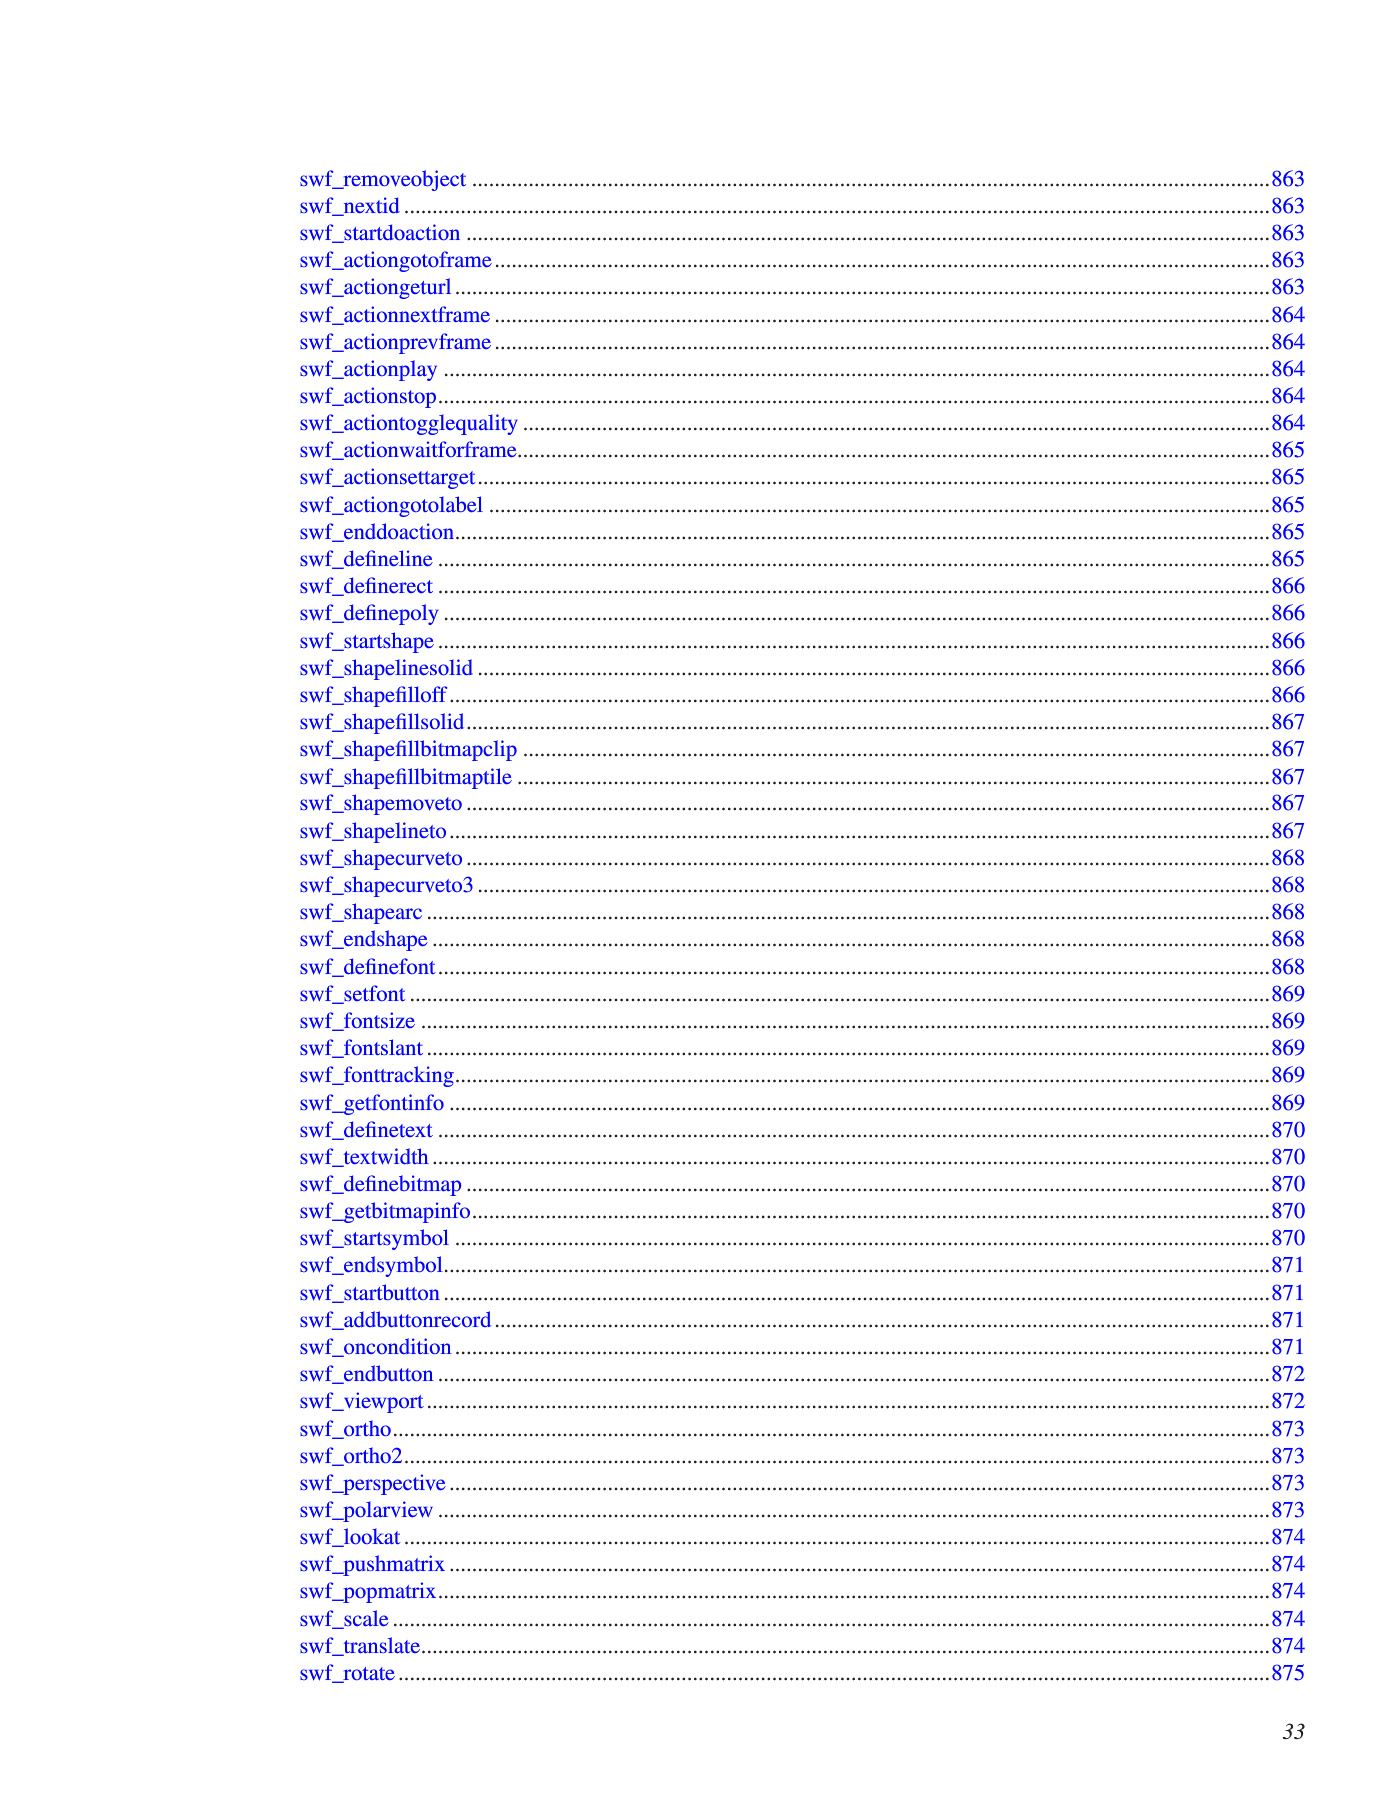 swf_removeobject ........................................................................................................................................863
swf_nextid ........................................................................................................................................863
swf_startdoaction ........................................................................................................................................863
swf_actiongotoframe........................................................................................................................................863
swf_actiongeturl........................................................................................................................................863
swf_actionnextframe ........................................................................................................................................864
swf_actionprevframe........................................................................................................................................864
swf_actionplay ........................................................................................................................................864
swf_actionstop........................................................................................................................................864
swf_actiontogglequality ........................................................................................................................................864
swf_actionwaitforframe........................................................................................................................................865
swf_actionsettarget........................................................................................................................................865
swf_actiongotolabel ........................................................................................................................................865
swf_enddoaction........................................................................................................................................865
swf_defineline ........................................................................................................................................865
swf_definerect ........................................................................................................................................866
swf_definepoly ........................................................................................................................................866
swf_startshape ........................................................................................................................................866
swf_shapelinesolid ........................................................................................................................................866
swf_shapefilloff........................................................................................................................................866
swf_shapefillsolid........................................................................................................................................867
swf_shapefillbitmapclip ........................................................................................................................................867
swf_shapefillbitmaptile ........................................................................................................................................867
swf_shapemoveto ........................................................................................................................................867
swf_shapelineto........................................................................................................................................867
swf_shapecurveto ........................................................................................................................................868
swf_shapecurveto3 ........................................................................................................................................868
swf_shapearc ........................................................................................................................................868
swf_endshape ........................................................................................................................................868
swf_definefont........................................................................................................................................868
swf_setfont ........................................................................................................................................869
swf_fontsize ........................................................................................................................................869
swf_fontslant ........................................................................................................................................869
swf_fonttracking........................................................................................................................................869
swf_getfontinfo ........................................................................................................................................869
swf_definetext ........................................................................................................................................870
swf_textwidth ........................................................................................................................................870
swf_definebitmap ........................................................................................................................................870
swf_getbitmapinfo........................................................................................................................................870
swf_startsymbol ........................................................................................................................................870
swf_endsymbol........................................................................................................................................871
swf_startbutton ........................................................................................................................................871
swf_addbuttonrecord........................................................................................................................................871
swf_oncondition........................................................................................................................................871
swf_endbutton ........................................................................................................................................872
swf_viewport ........................................................................................................................................872
swf_ortho........................................................................................................................................873
swf_ortho2........................................................................................................................................873
swf_perspective ........................................................................................................................................873
swf_polarview ........................................................................................................................................873
swf_lookat ........................................................................................................................................874
swf_pushmatrix ........................................................................................................................................874
swf_popmatrix........................................................................................................................................874
swf_scale ........................................................................................................................................874
swf_translate........................................................................................................................................874
swf_rotate ........................................................................................................................................875
33